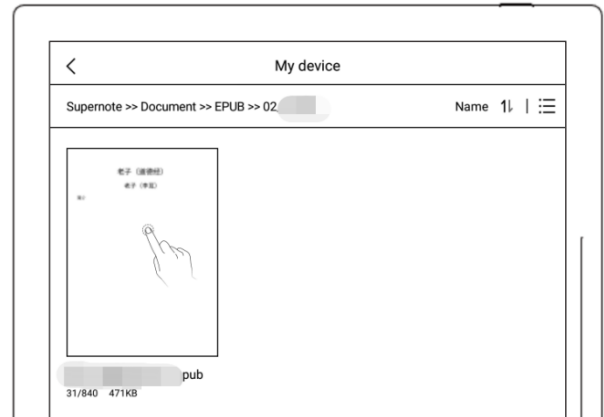 My device
Supernote >> Document >> EPUB >> 02
Name
老子（道德经）
老子（李耳）
pub
31/840 471KB